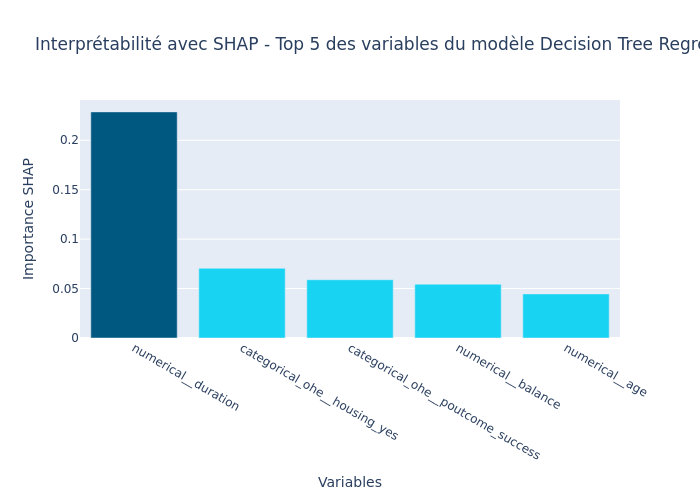 Interprétabilité avec SHAP - Top 5 des variables du modèle Decision Tree Regre
Importance SHAP
0.2
0.15
0.1
0.05
0
numerical__duration
categorical_ohe__housing_yes
categorical_ohe__poutcome_success
numerical__balance
numerical__age
Variables